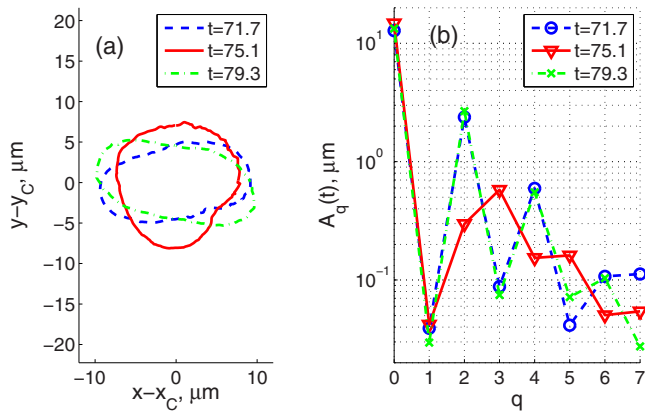 (a)
t=71.7
t=75.1
t=79.3
20
15
10
5
0
−5
−10
−15
−20
y−y_C, μm
−10 0 10
x−x_C, μm
(b)
t=71.7
t=75.1
t=79.3
10^1
10^0
10^−1
A_q(t), μm
0 1 2 3 4 5 6 7
q